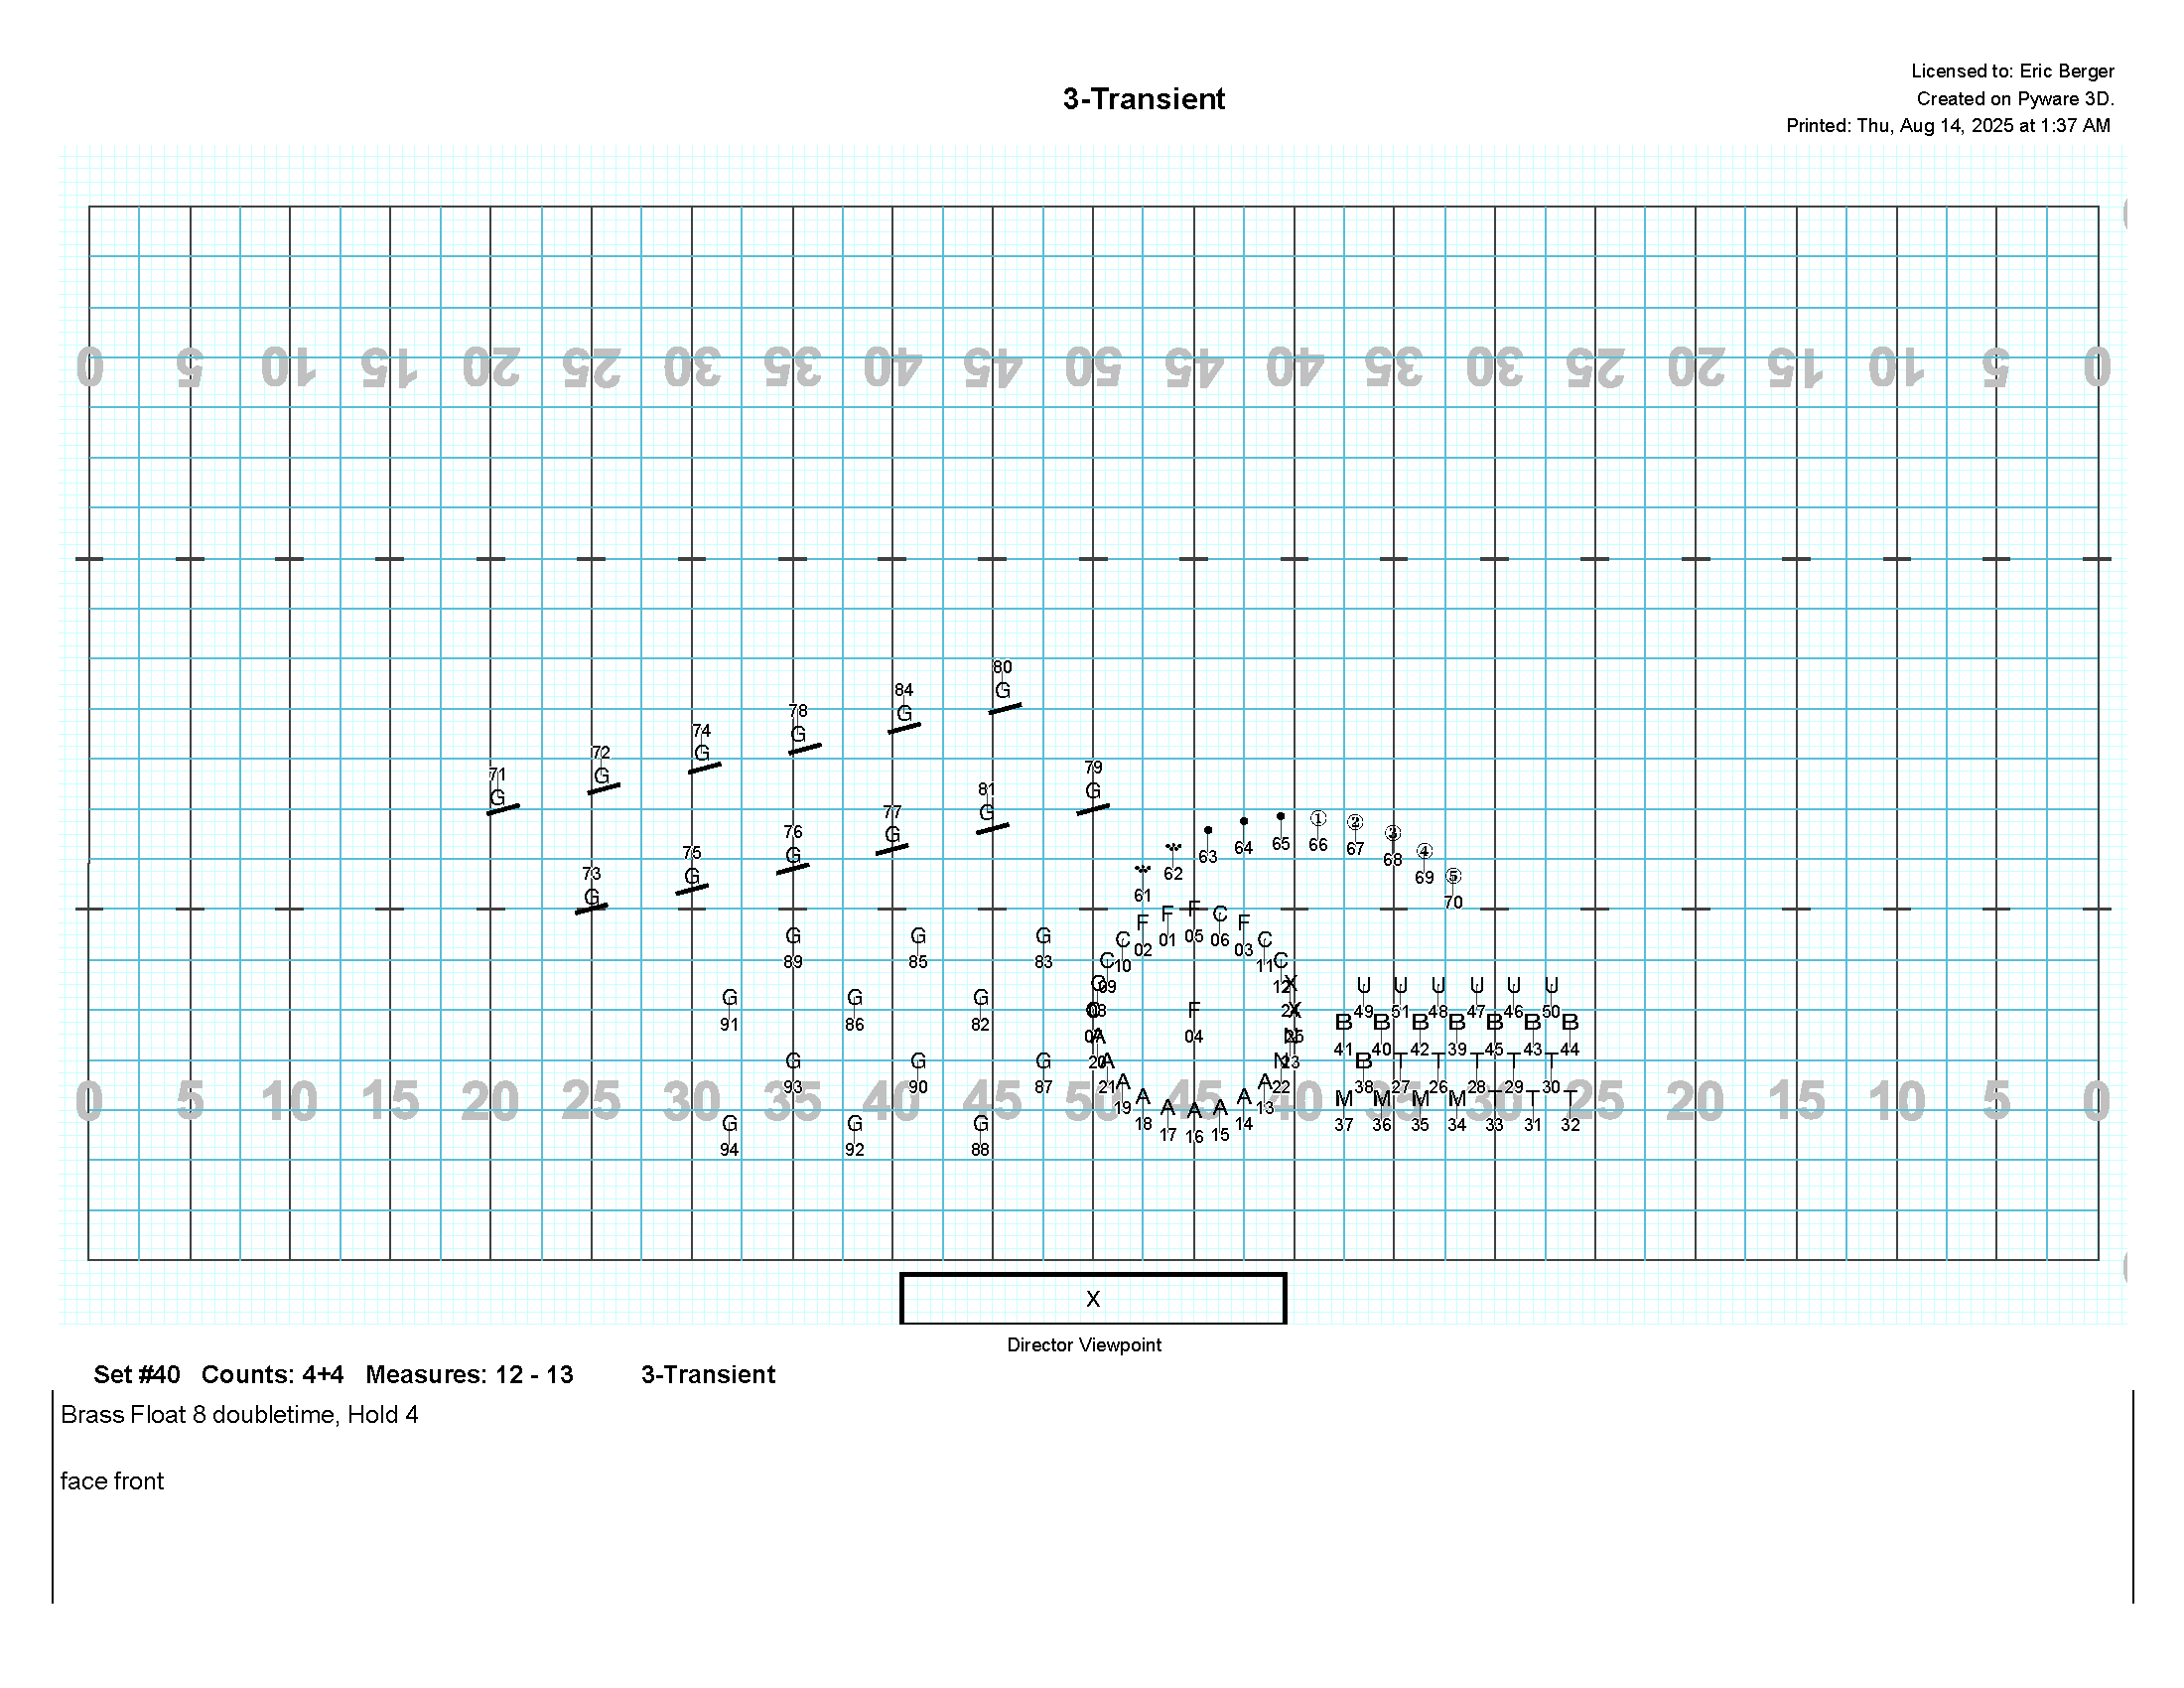 Licensed to: Eric Berger
3-Transient
Created on Pyware 3D.
Printed: Thu, Aug 14, 2025 at 1:37 AM
0 5 10 15 20 25 30 35 40 45 50 45 40 35 30 25 20 15 10 5 0
80
G
84
G
78
G
74
G
72
G
71
G
79
G
81
G
77
G
76
G
75
G
73
G
① ② ③ ④ ⑤
61 62 63 64 65 66 67 68 69 70
F F F C F C C C C
02 01 05 06 03 11 10 12 09
G G G
89 85 83
X
U U U U U U
49 51 48 47 46 50
G G G
91 86 82
C
08
F
04
X
25
B B B B B B B
41 40 42 39 45 43 44
A N
07 23
G G G
93 90 87
A N
20 21 22
B T T T T T
38 27 26 28 29 30
A A A A A A A A
19 18 17 16 15 14 13
M M M M T T T
37 36 35 34 33 31 32
0 5 10 15 20 25 30 35 40 45 50 45 40 35 30 25 20 15 10 5 0
G G G
94 92 88
X
Director Viewpoint
Set #40 Counts: 4+4 Measures: 12 - 13 3-Transient
Brass Float 8 doubletime, Hold 4
face front